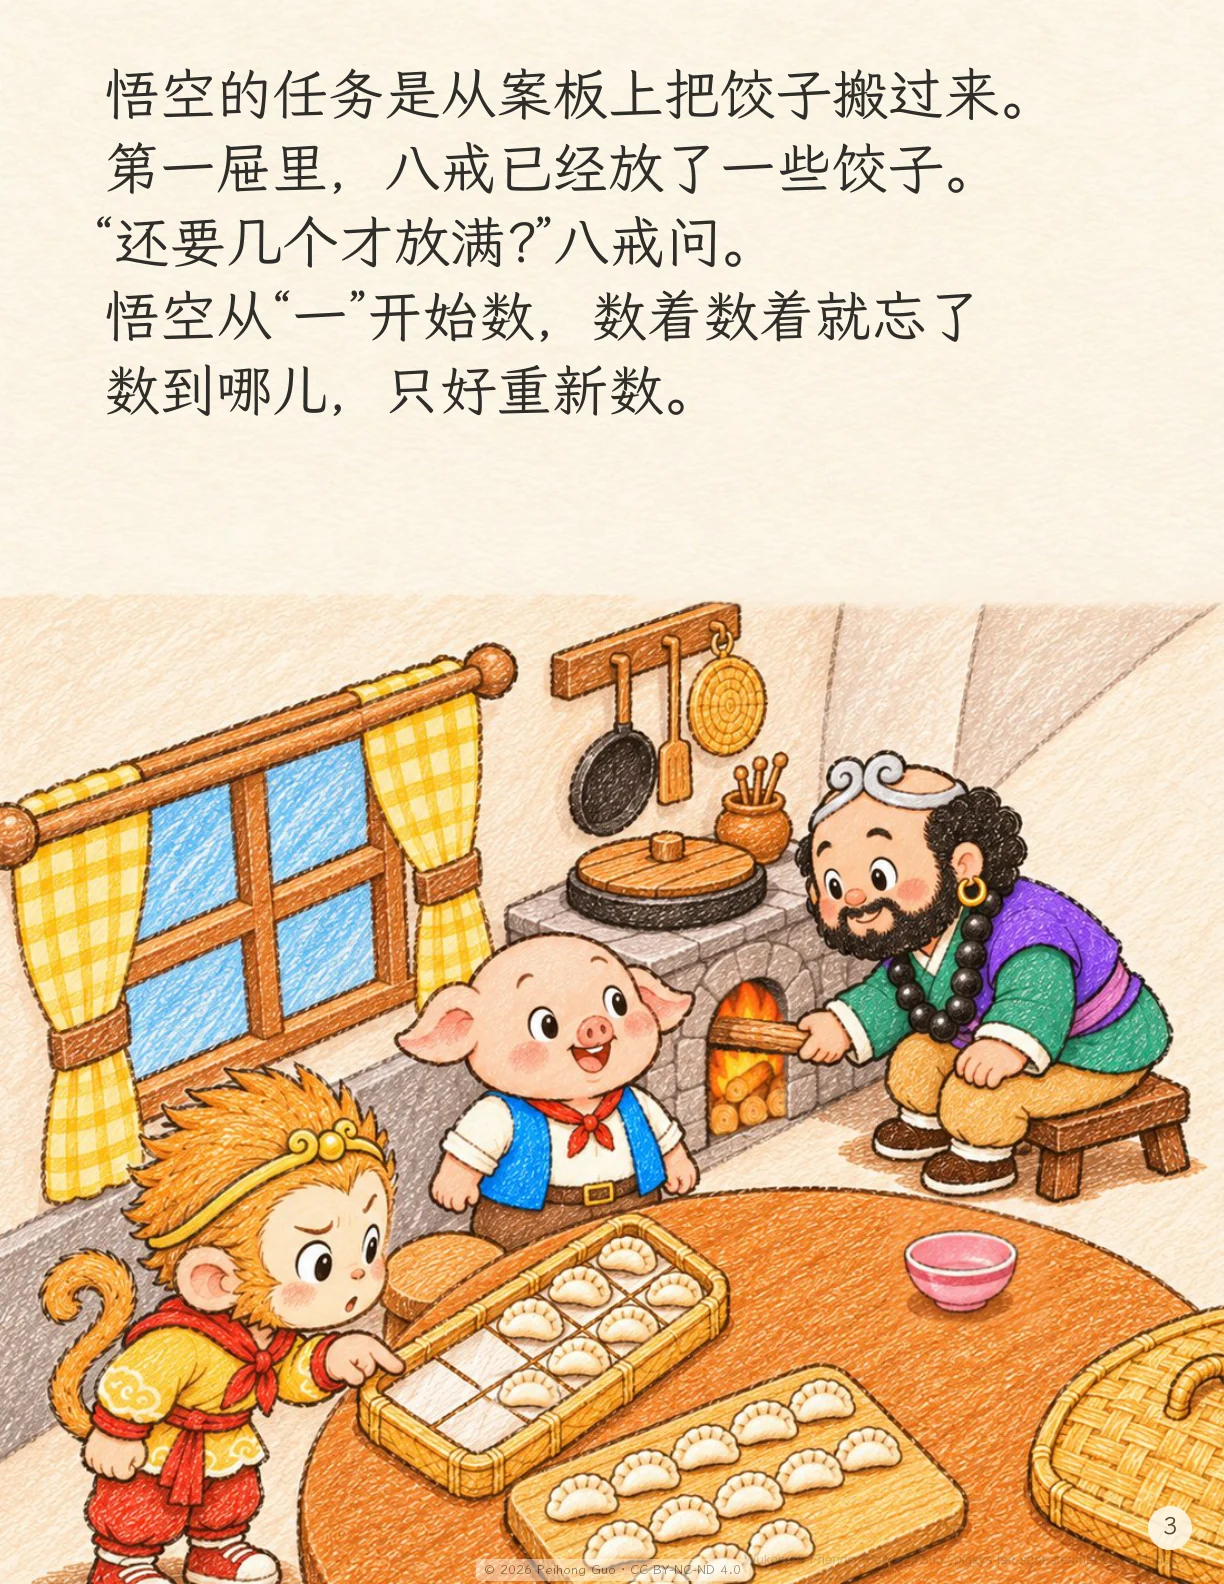 悟空的任务是从案板上把饺子搬过来。
第一屉里，八戒已经放了一些饺子。
“还要几个才放满？”八戒问。
悟空从“一”开始数，数着数着就忘了
数到哪儿，只好重新数。
3
© 2026 Peihong Guo · CC BY-NC-ND 4.0